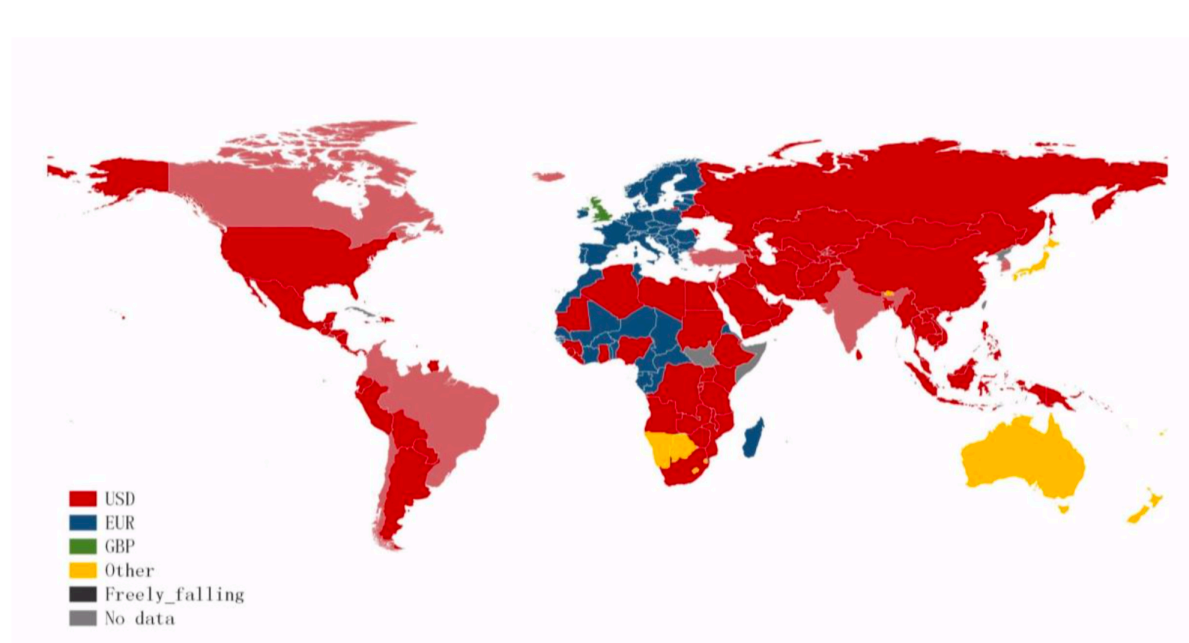 USD
EUR
GBP
Other
Freely_falling
No data